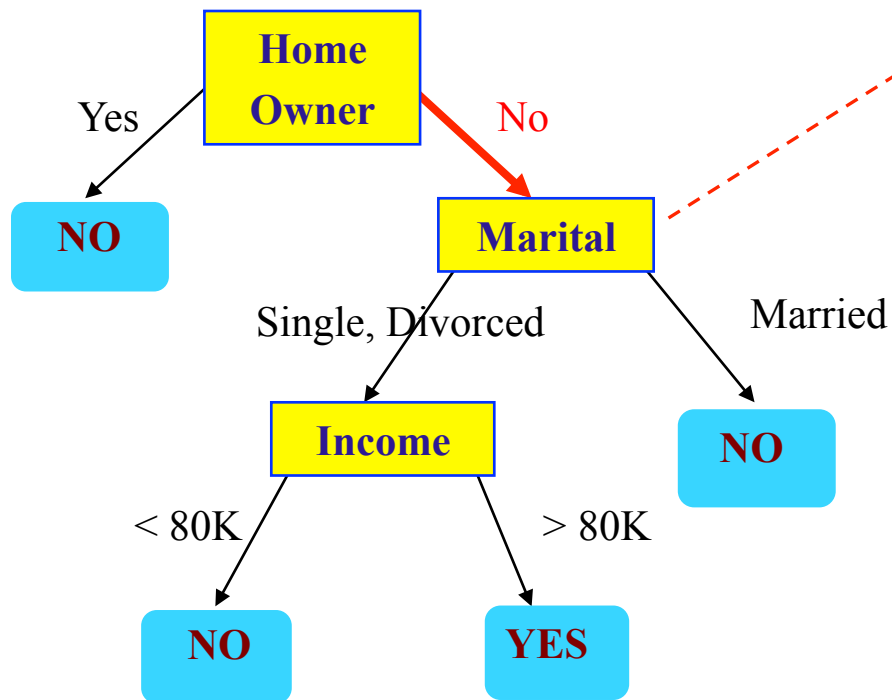 Home
Owner
Yes
No
NO
Marital
Single, Divorced
Married
Income
NO
< 80K
> 80K
NO
YES